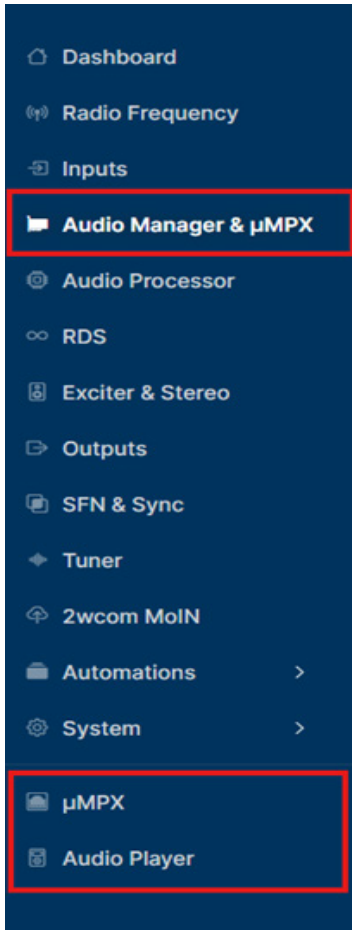 Dashboard
Radio Frequency
Inputs
Audio Manager & µMPX
Audio Processor
RDS
Exciter & Stereo
Outputs
SFN & Sync
Tuner
2wcom MoIN
Automations
System
µMPX
Audio Player